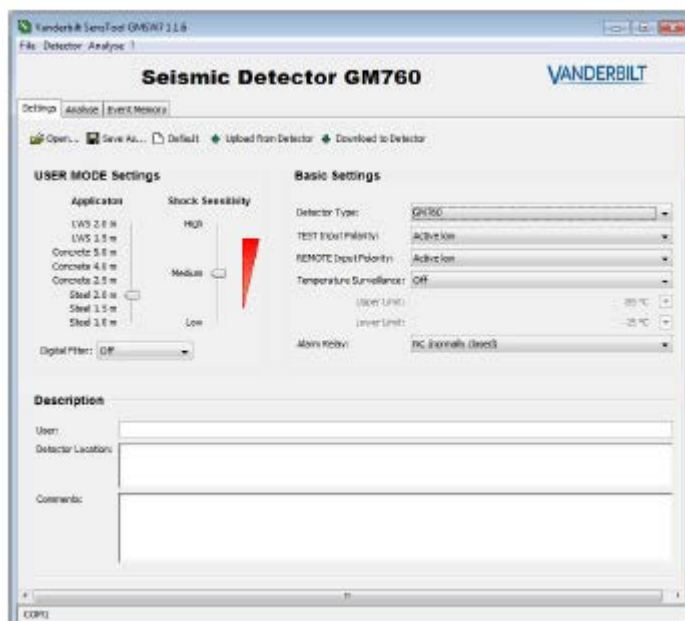 Vanderbilt SensTool GMSW7 1.1.6
File Detector Analyse ?
Seismic Detector GM760
VANDERBILT
Settings Analyse Event Memory
Open... Save As... Default Upload from Detector Download to Detector
USER MODE Settings
Application Shock Sensitivity
LWS 2.0 m
LWS 1.5 m
Concrete 5.0 m
Concrete 4.0 m
Concrete 2.5 m
Steel 2.0 m
Steel 1.5 m
Steel 1.0 m
High
Medium
Low
Digital Filter: Off
Basic Settings
Detector Type: GM760
TEST Input Polarity: Active low
REMOTE Input Polarity: Active low
Temperature Surveillance: Off
Upper Limit: °C
Lower Limit: °C
Alarm Relay: NC (normally closed)
Description
User:
Detector Location:
Comments:
COM1